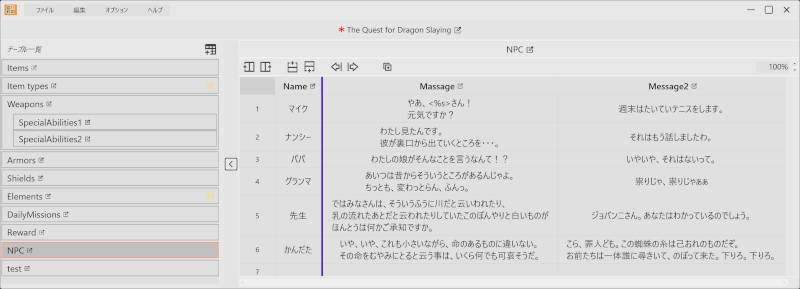 ファイル 編集 オプション ヘルプ
* The Quest for Dragon Slaying
テーブル一覧
Items
Item types
Weapons
SpecialAbilities1
SpecialAbilities2
Armors
Shields
Elements
DailyMissions
Reward
NPC
test
NPC
100%
Name Massage Message2
1 マイク やあ、<%s>さん！
元気ですか？ 週末はたいていテニスをします。
2 ナンシー わたし見たんです。
彼が裏口から出ていくところを・・・。 それはもう話しましたわ。
3 パパ わたしの娘がそんなことを言うなんて！？ いやいや、それはないって。
4 グランマ あいつは昔からそういうところがあるんじゃよ。
ちっとも、変わっとらん、ふんっ。 祟りじゃ、祟りじゃぁぁ
5 先生 ではみなさんは、そういうふうに川だと云いわれたり、
乳の流れたあとだと云われたりしていたこのぼんやりと白いものが
ほんとうは何かご承知ですか。 ジョバンニさん。あなたはわかっているのでしょう。
6 かんだた いや、いや、これも小さいながら、命のあるものに違いない。
その命をむやみにとると云う事は、いくら何でも可哀そうだ。 こら、罪人ども。この蜘蛛の糸は己おれのものだぞ。
お前たちは一体誰に尋きいて、のぼって来た。下りろ。下りろ。
7